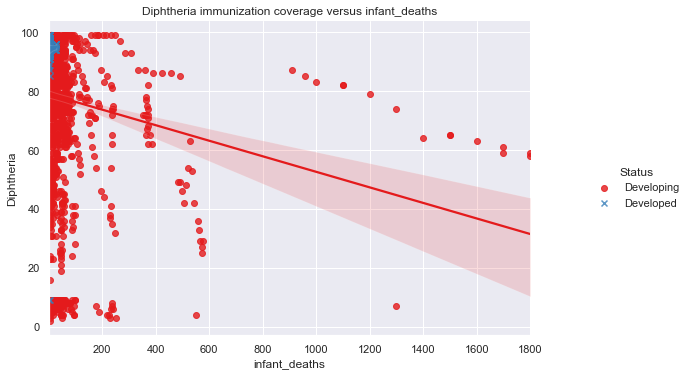 Diphtheria immunization coverage versus infant_deaths
100
80
60
40
20
0
Diphtheria
200
400
600
800
1000
1200
1400
1600
1800
infant_deaths
Status
Developing
Developed